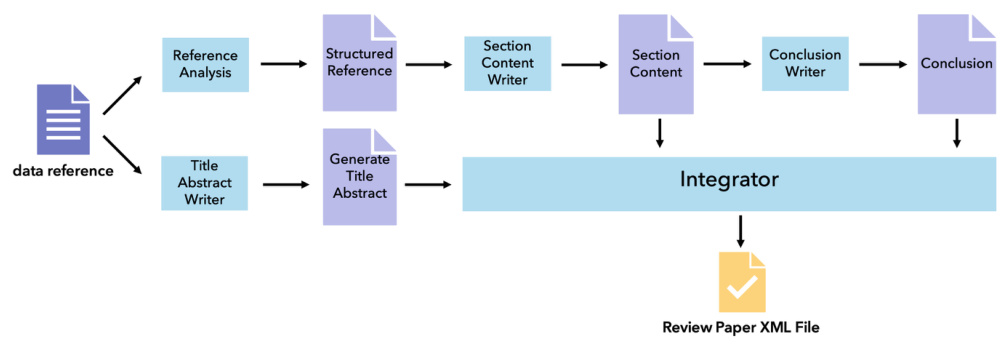 Reference
Analysis
Structured
Reference
Section
Content
Writer
Section
Content
Conclusion
Writer
Conclusion
data reference
Title
Abstract
Writer
Generate
Title
Abstract
Integrator
Review Paper XML File